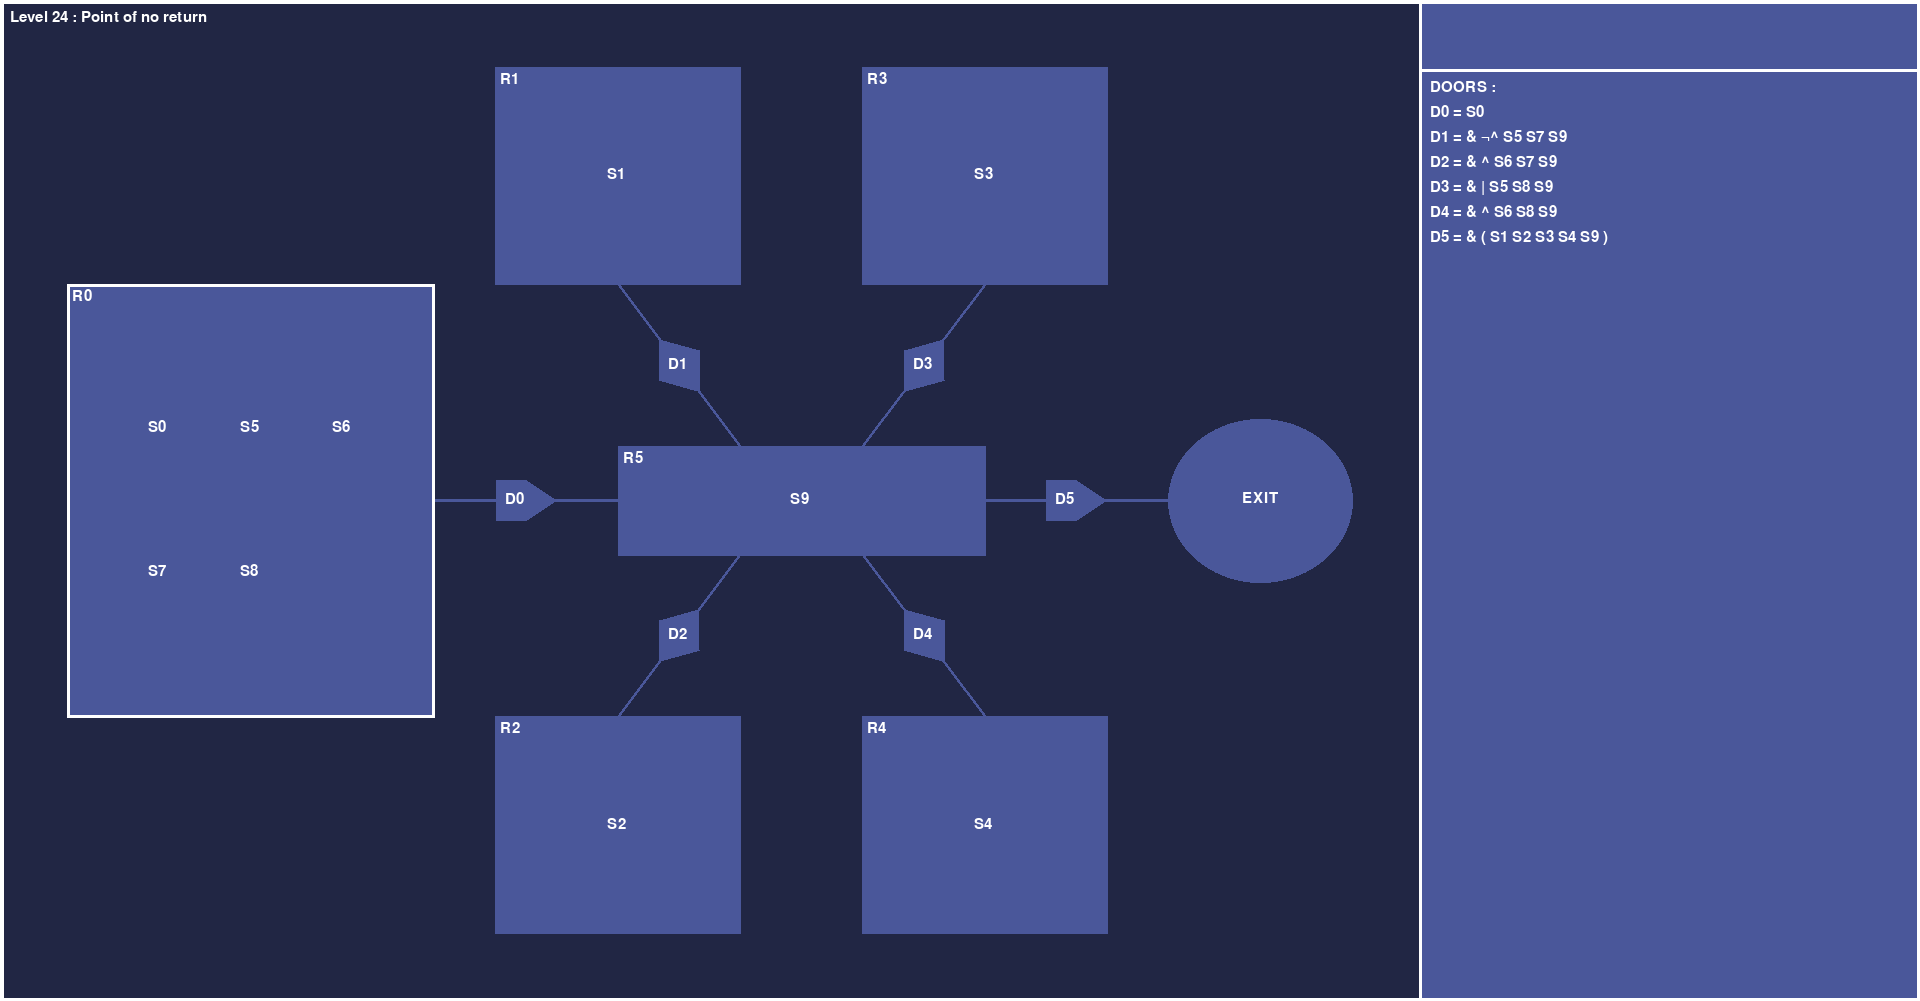 Level 24 : Point of no return
R1
R3
DOORS :
D0 = S0
D1 = & ¬^ S5 S7 S9
D2 = & ^ S6 S7 S9
D3 = & | S5 S8 S9
D4 = & ^ S6 S8 S9
D5 = & ( S1 S2 S3 S4 S9 )
S1
S3
R0
D1
D3
S0 S5 S6
R5
D0
S9
D5
EXIT
S7 S8
D2
D4
R2
R4
S2
S4